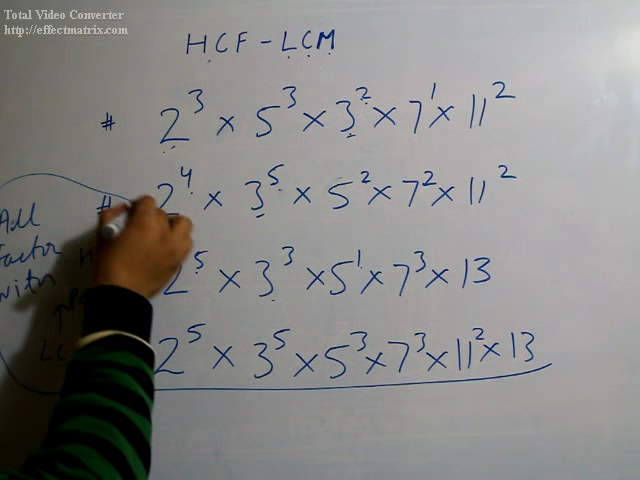 Total Video Converter
http://effectmatrix.com
HCF - LCM
# 2³ × 5³ × 3² × 7¹ × 11²
# 2⁴ × 3⁵ × 5² × 7² × 11²
2⁵ × 3³ × 5¹ × 7³ × 13
2⁵ × 3⁵ × 5³ × 7³ × 11² × 13
All
factor
with H
LC